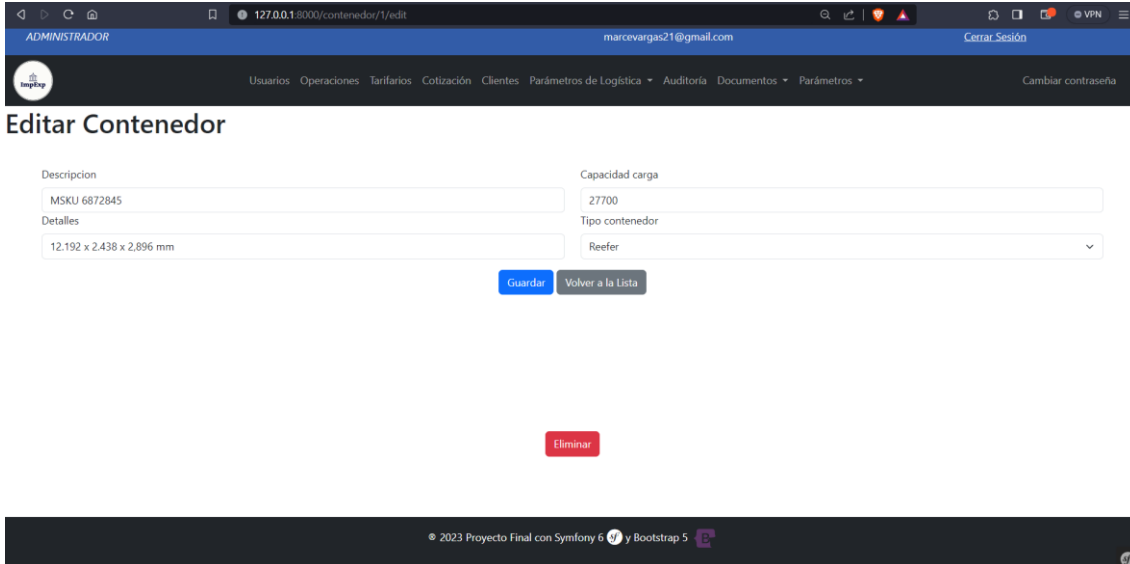 127.0.0.1:8000/contenedor/1/edit VPN
ADMINISTRADOR marcevargas21@gmail.com Cerrar Sesión
ImpExp
Usuarios Operaciones Tarifarios Cotización Clientes Parámetros de Logística Auditoría Documentos Parámetros Cambiar contraseña
Editar Contenedor
Descripcion Capacidad carga
MSKU 6872845 27700
Detalles Tipo contenedor
12.192 x 2.438 x 2,896 mm Reefer
Guardar Volver a la Lista
Eliminar
® 2023 Proyecto Final con Symfony 6 sf y Bootstrap 5 B